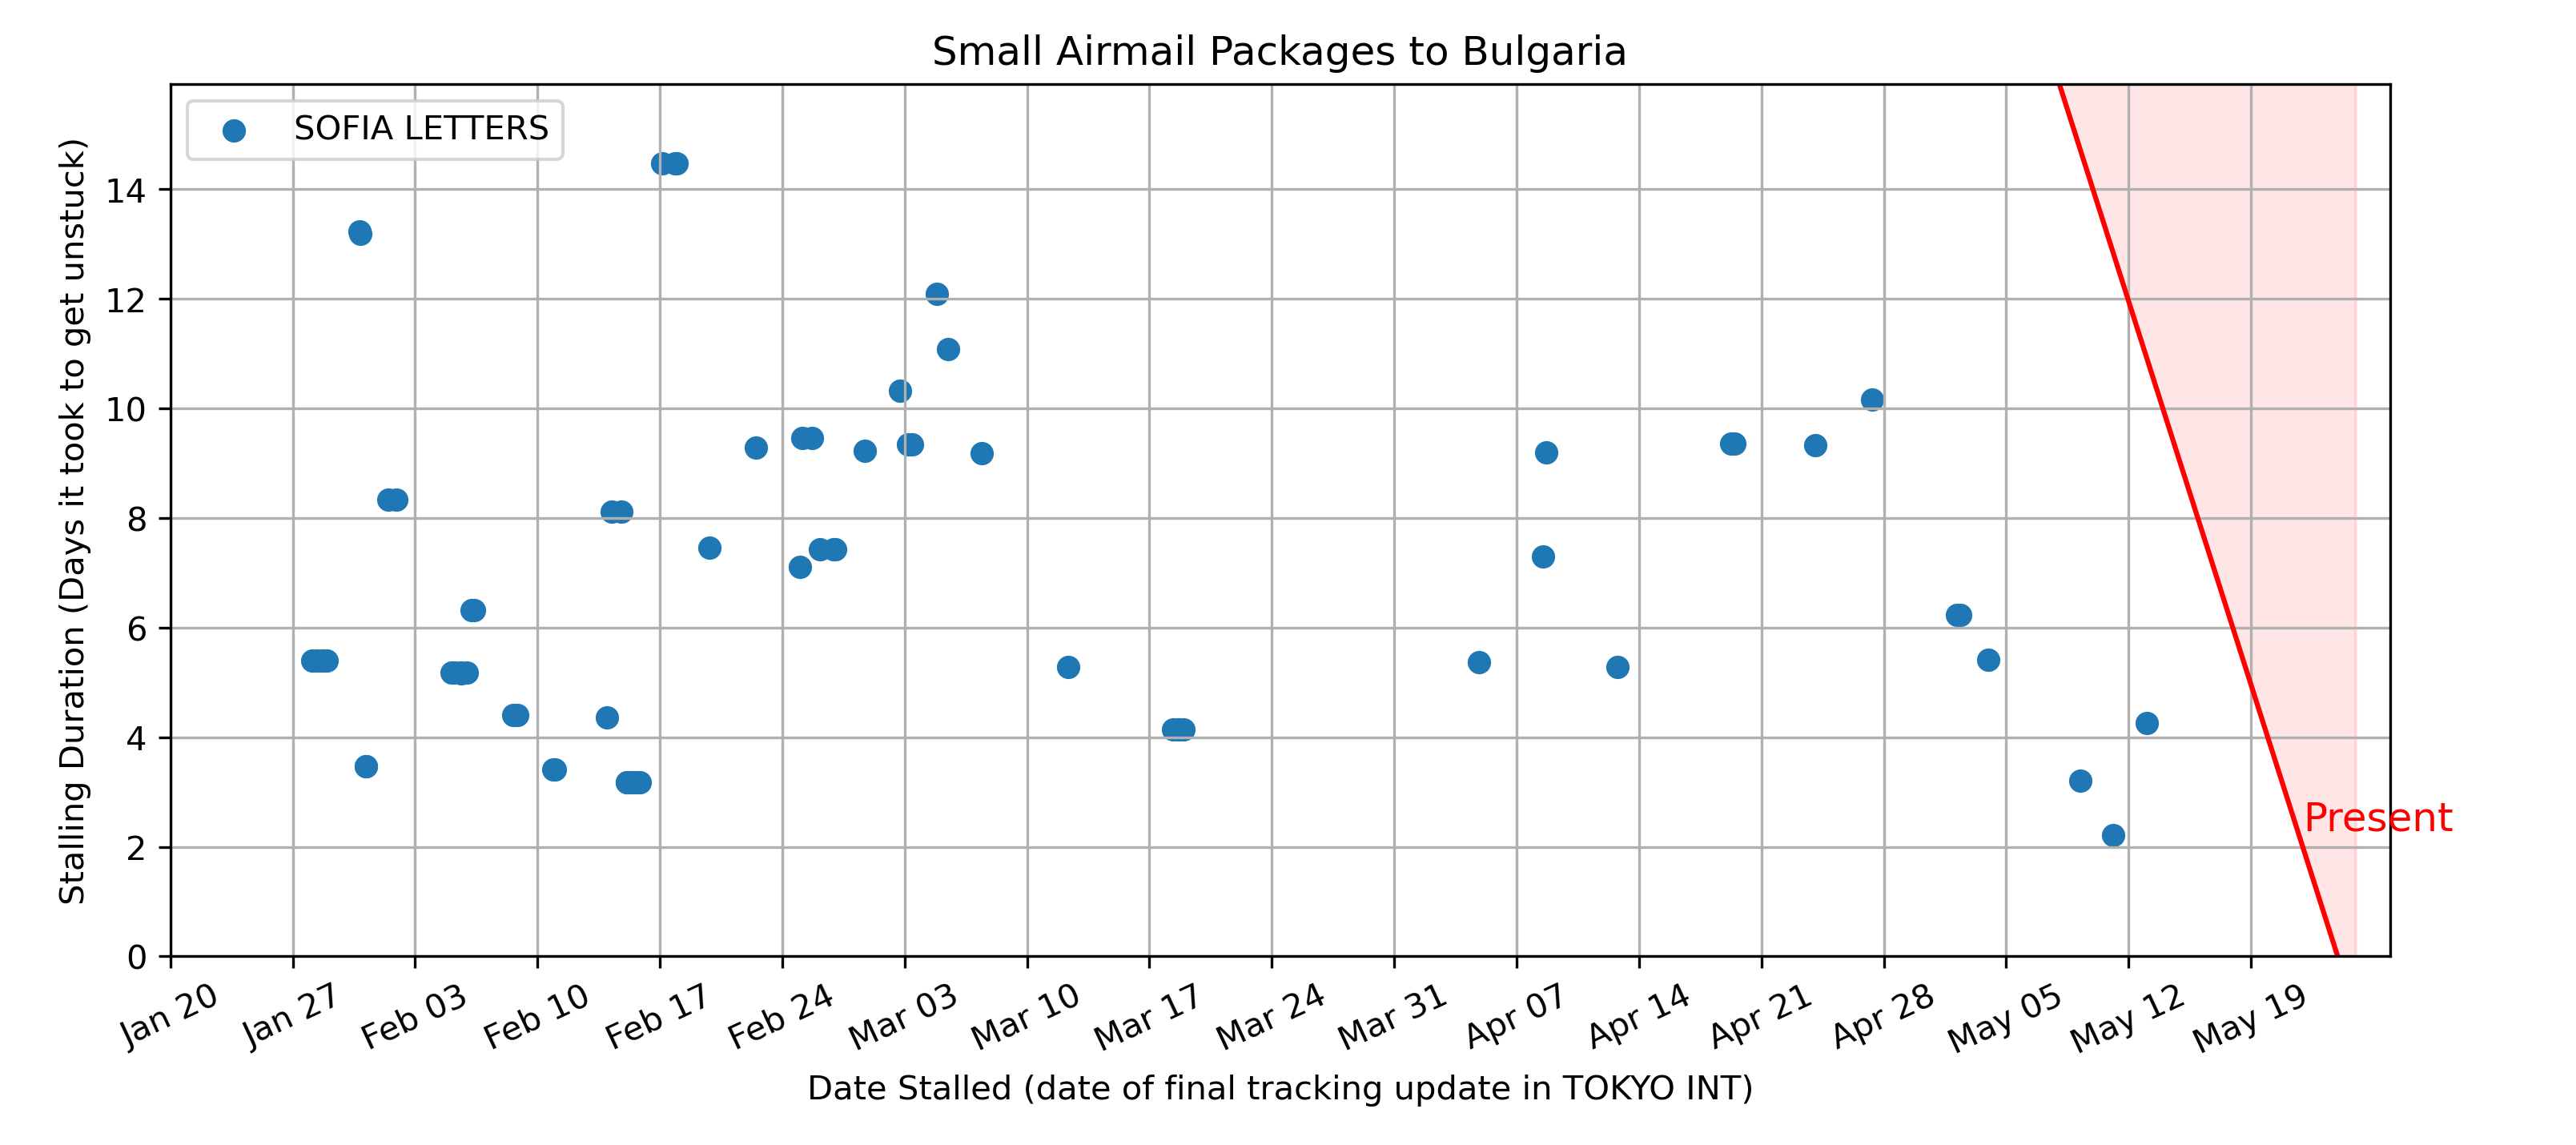 Small Airmail Packages to Bulgaria
SOFIA LETTERS
Stalling Duration (Days it took to get unstuck)
14
12
10
8
6
4
2
0
Present
Jan 20
Jan 27
Feb 03
Feb 10
Feb 17
Feb 24
Mar 03
Mar 10
Mar 17
Mar 24
Mar 31
Apr 07
Apr 14
Apr 21
Apr 28
May 05
May 12
May 19
Date Stalled (date of final tracking update in TOKYO INT)